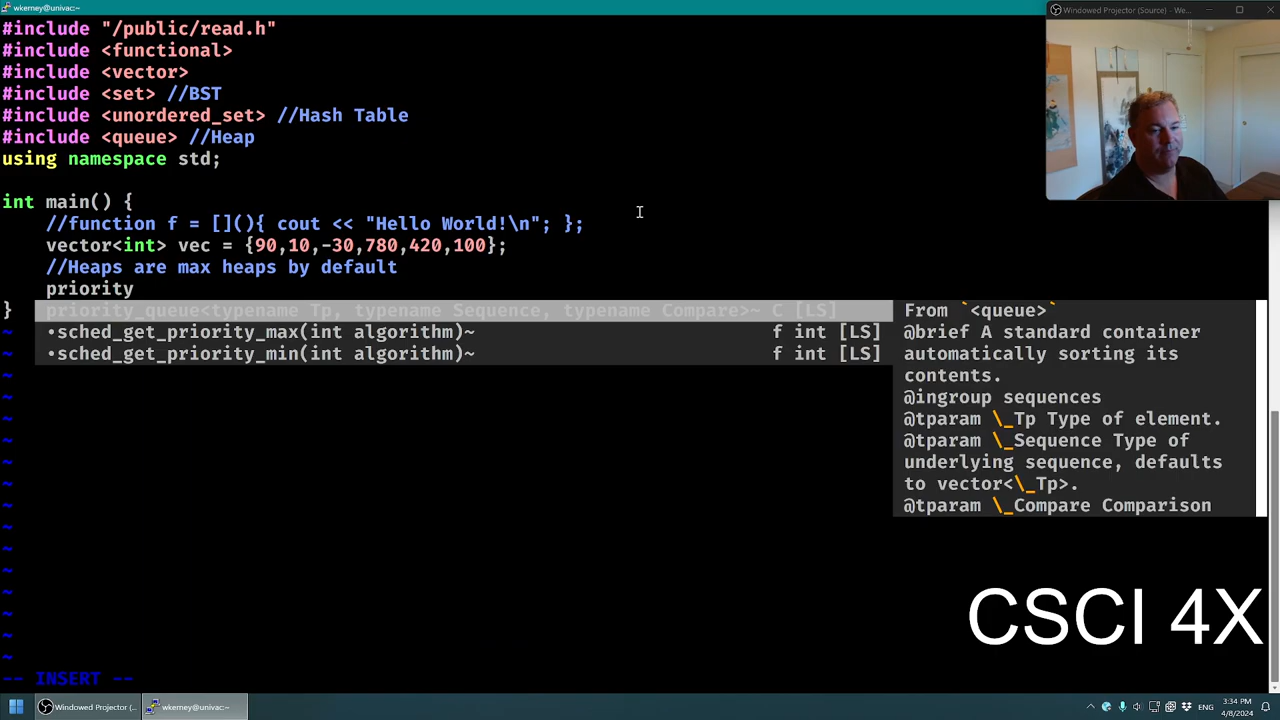 wkerney@univac:~
Windowed Projector (Source) - We...
#include "/public/read.h"
#include <functional>
#include <vector>
#include <set> //BST
#include <unordered_set> //Hash Table
#include <queue> //Heap
using namespace std;
int main() {
//function f = [](){ cout << "Hello World!\n"; };
vector<int> vec = {90,10,-30,780,420,100};
//Heaps are max heaps by default
priority
} priority_queue<typename Tp, typename Sequence, typename Compare>~ C [LS]
~ •sched_get_priority_max(int algorithm)~ f int [LS]
~ •sched_get_priority_min(int algorithm)~ f int [LS]
From `<queue>`
@brief A standard container
automatically sorting its
contents.
@ingroup sequences
@tparam \_Tp Type of element.
@tparam \_Sequence Type of
underlying sequence, defaults
to vector<\_Tp>.
@tparam \_Compare Comparison
~
~
~
~
~
~
~
~
~
~
~
~
~
~
CSCI 4X
-- INSERT --
Windowed Projector (...
wkerney@univac:~
ENG
3:34 PM
4/8/2024